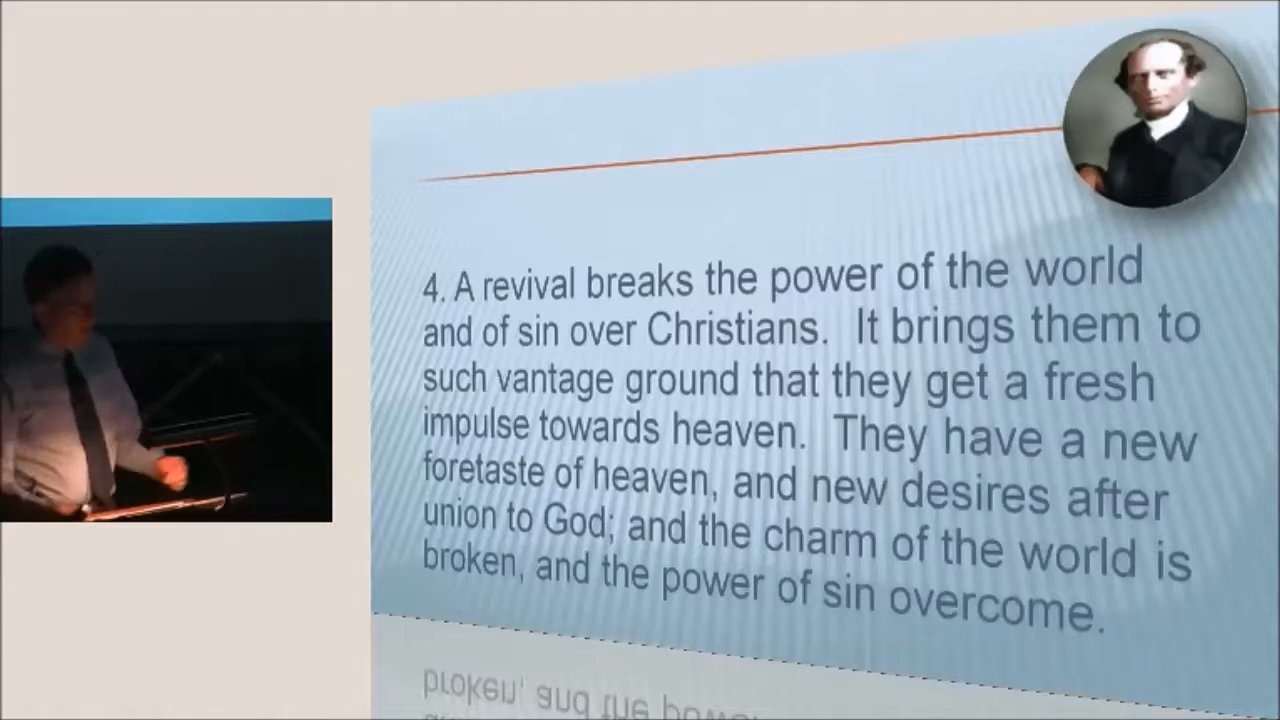 4. A revival breaks the power of the world
and of sin over Christians.  It brings them to
such vantage ground that they get a fresh
impulse towards heaven.  They have a new
foretaste of heaven, and new desires after
union to God; and the charm of the world is
broken, and the power of sin overcome.